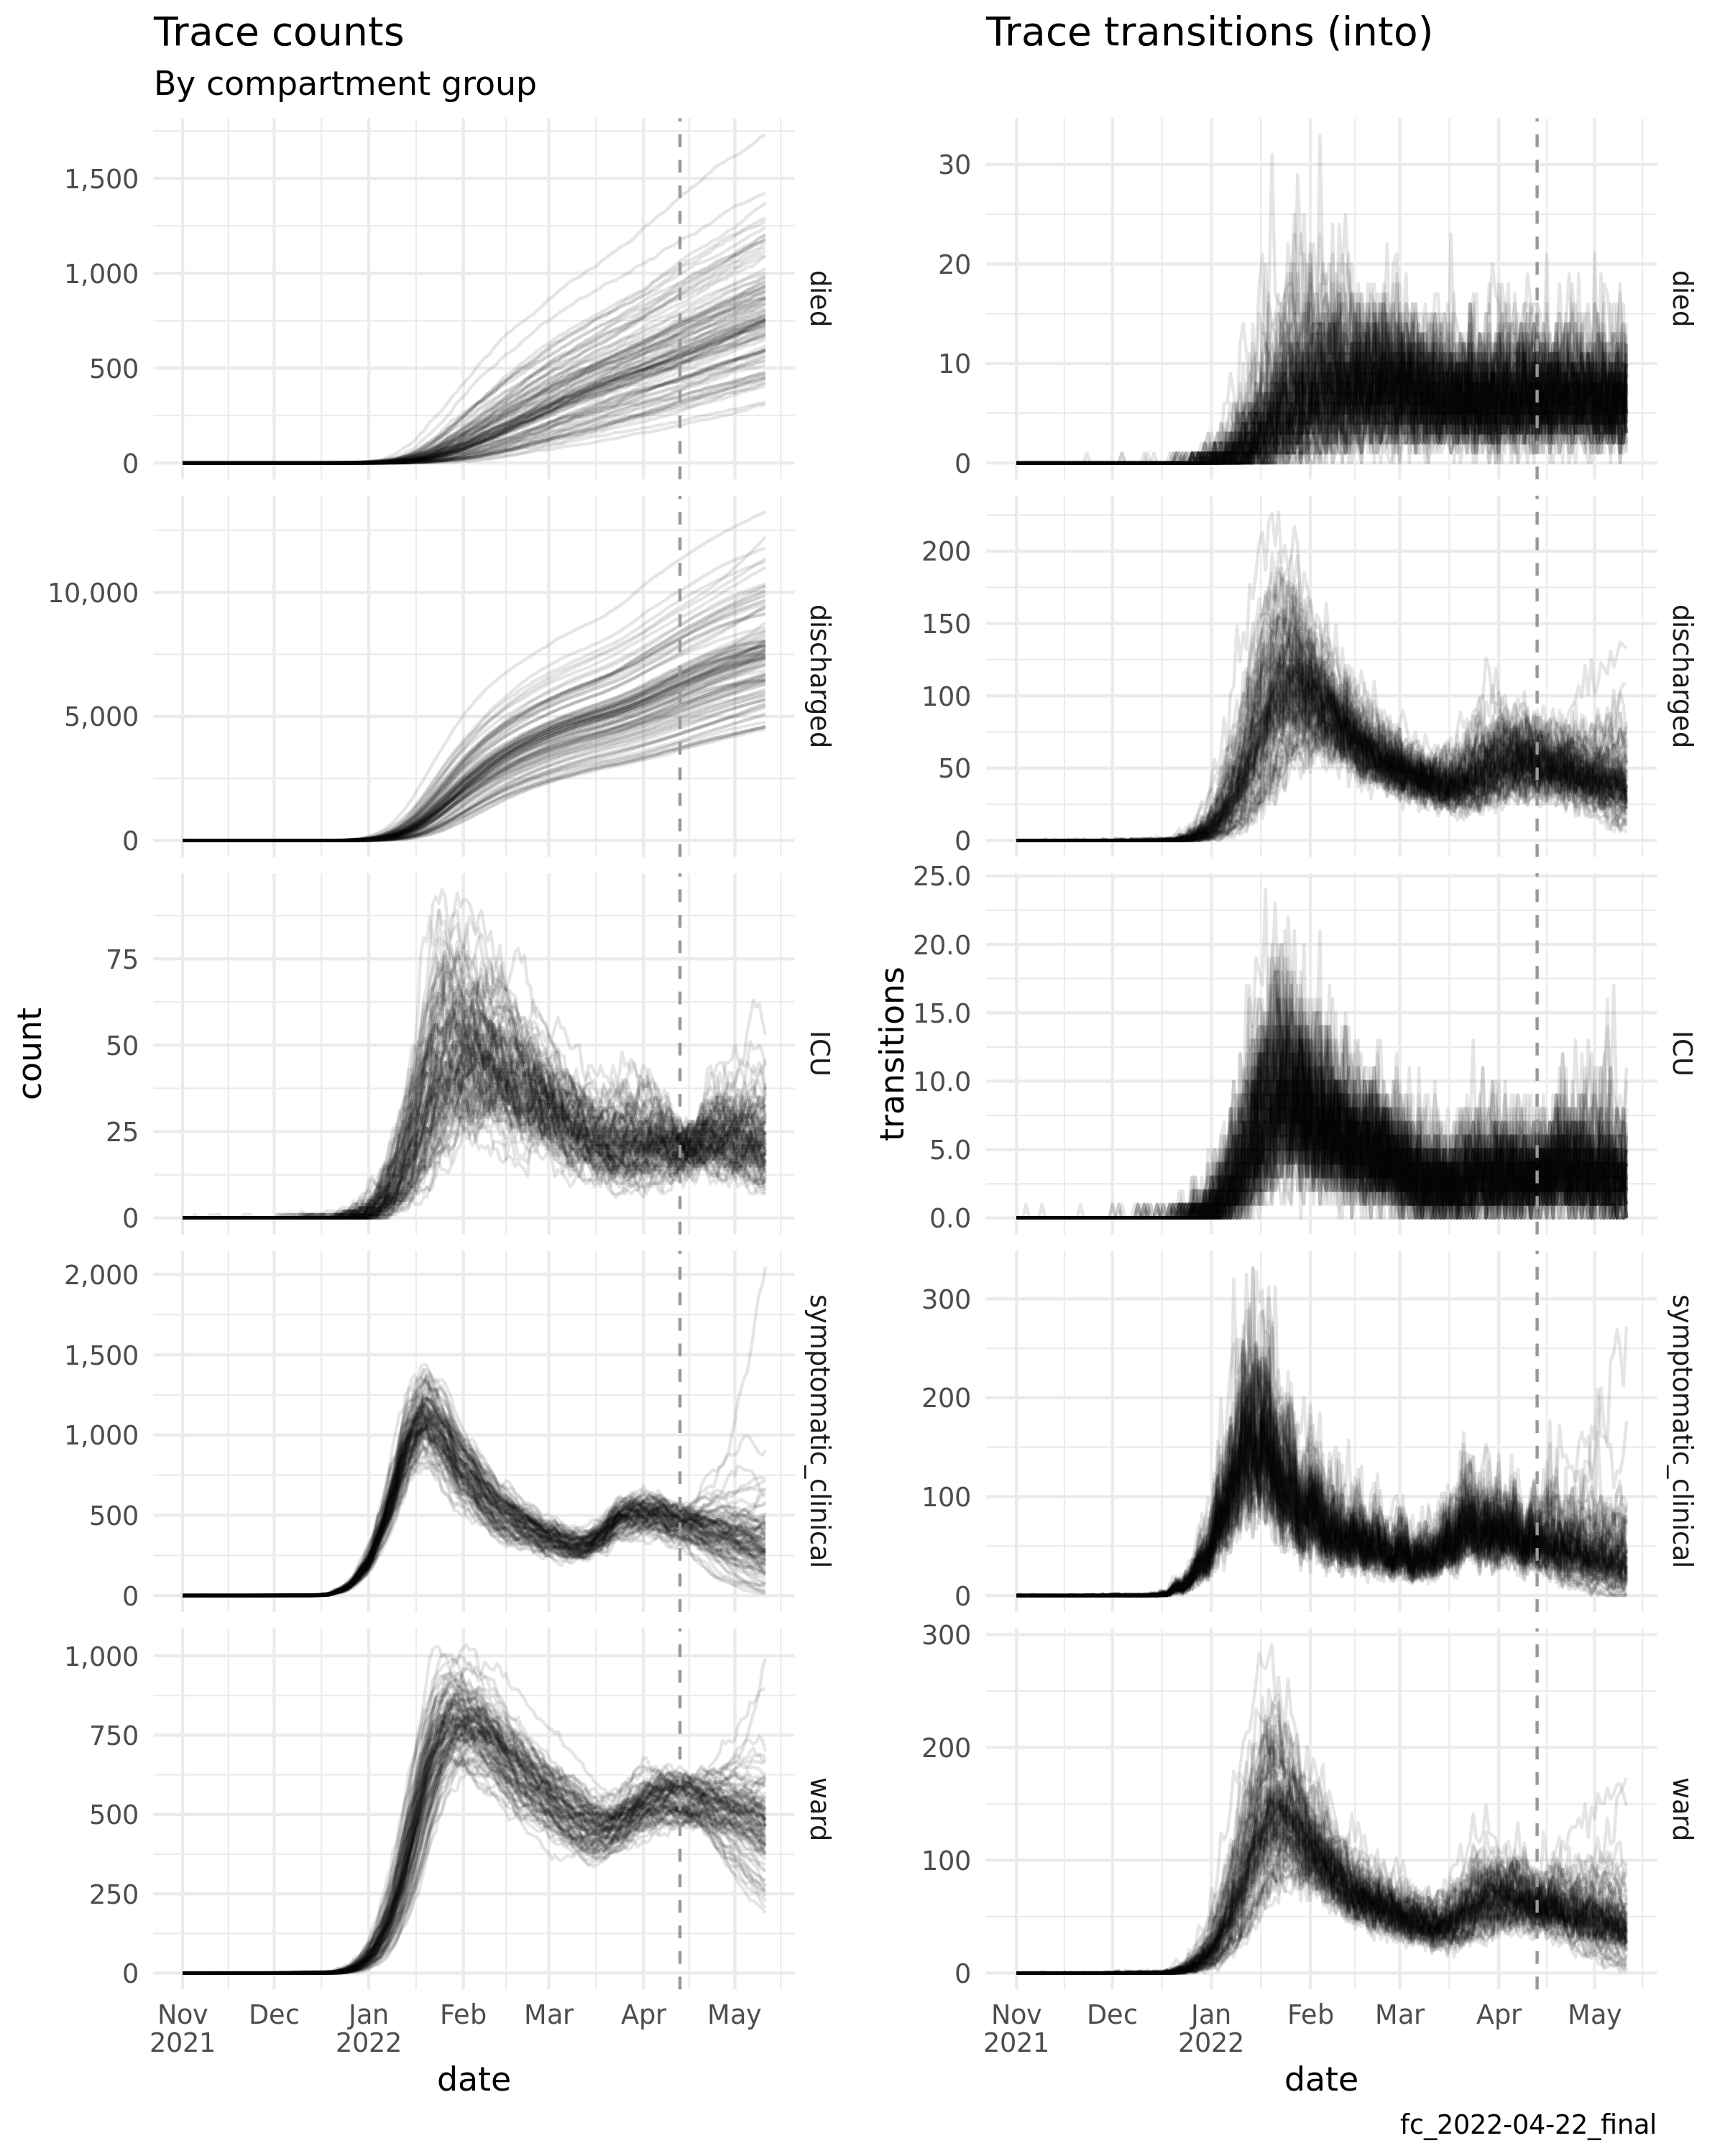 Trace counts
By compartment group
Trace transitions (into)
count
1,500
1,000
500
0
died
10,000
5,000
0
discharged
75
50
25
0
ICU
2,000
1,500
1,000
500
0
symptomatic_clinical
1,000
750
500
250
0
ward
Nov Dec Jan Feb Mar Apr May
2021 2022
date
transitions
30
20
10
0
died
200
150
100
50
0
discharged
25.0
20.0
15.0
10.0
5.0
0.0
ICU
300
200
100
0
symptomatic_clinical
300
200
100
0
ward
Nov Dec Jan Feb Mar Apr May
2021 2022
date
fc_2022-04-22_final